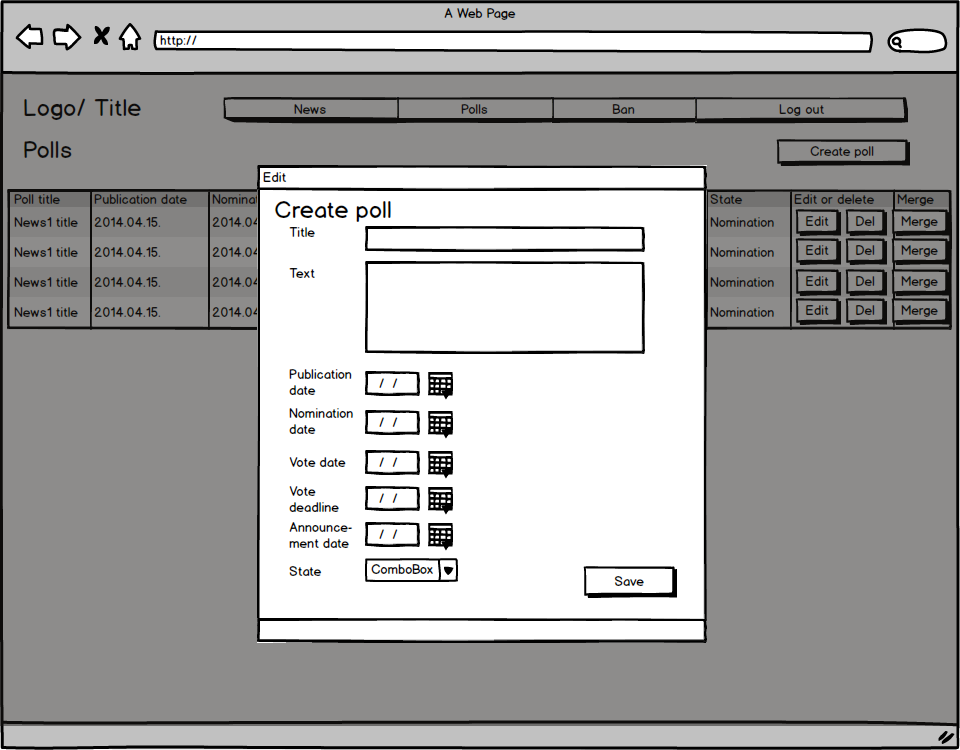 A Web Page
http://
Logo/ Title
News Polls Ban Log out
Polls
Create poll
Edit
Poll title Publication date Nomina State Edit or delete Merge
News1 title 2014.04.15. 2014.04 Nomination Edit Del Merge
News1 title 2014.04.15. 2014.04 Nomination Edit Del Merge
News1 title 2014.04.15. 2014.04 Nomination Edit Del Merge
News1 title 2014.04.15. 2014.04 Nomination Edit Del Merge
Create poll
Title
Text
Publication
date
/ /
Nomination
date
/ /
Vote date
/ /
Vote
deadline
/ /
Announce-
ment date
/ /
State
ComboBox
Save